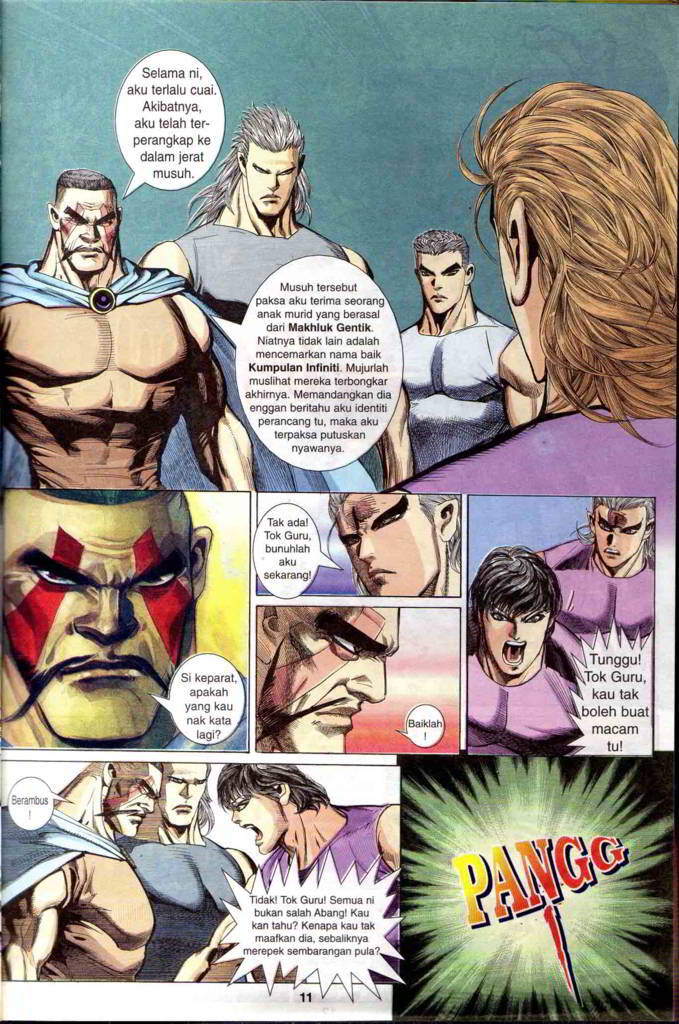 Selama ni,
aku terlalu cuai.
Akibatnya,
aku telah ter-
perangkap ke
dalam jerat
musuh.
Musuh tersebut
paksa aku terima seorang
anak murid yang berasal
dari Makhluk Gentik.
Niatnya tidak lain adalah
mencemarkan nama baik
Kumpulan Infiniti. Mujurlah
muslihat mereka terbongkar
akhirnya. Memandangkan dia
enggan beritahu aku identiti
perancang tu, maka aku
terpaksa putuskan
nyawanya.
Si keparat,
apakah
yang kau
nak kata
lagi?
Tak ada!
Tok Guru,
bunuhlah
aku
sekarang!
Baiklah
!
Tunggu!
Tok Guru,
kau tak
boleh buat
macam
tu!
Berambus
!
Tidak! Tok Guru! Semua ni
bukan salah Abang! Kau
kan tahu? Kenapa kau tak
maafkan dia, sebaliknya
merepek sembarangan pula?
PANGG
11